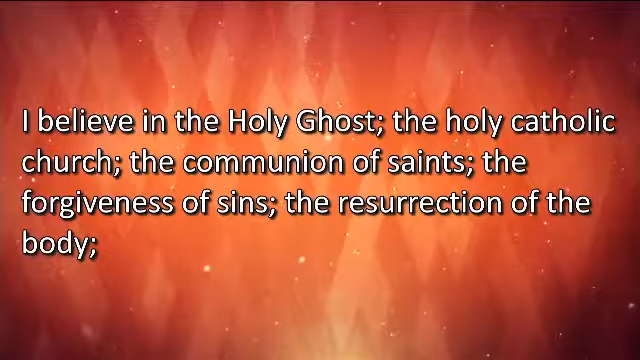 I believe in the Holy Ghost; the holy catholic
church; the communion of saints; the
forgiveness of sins; the resurrection of the
body;